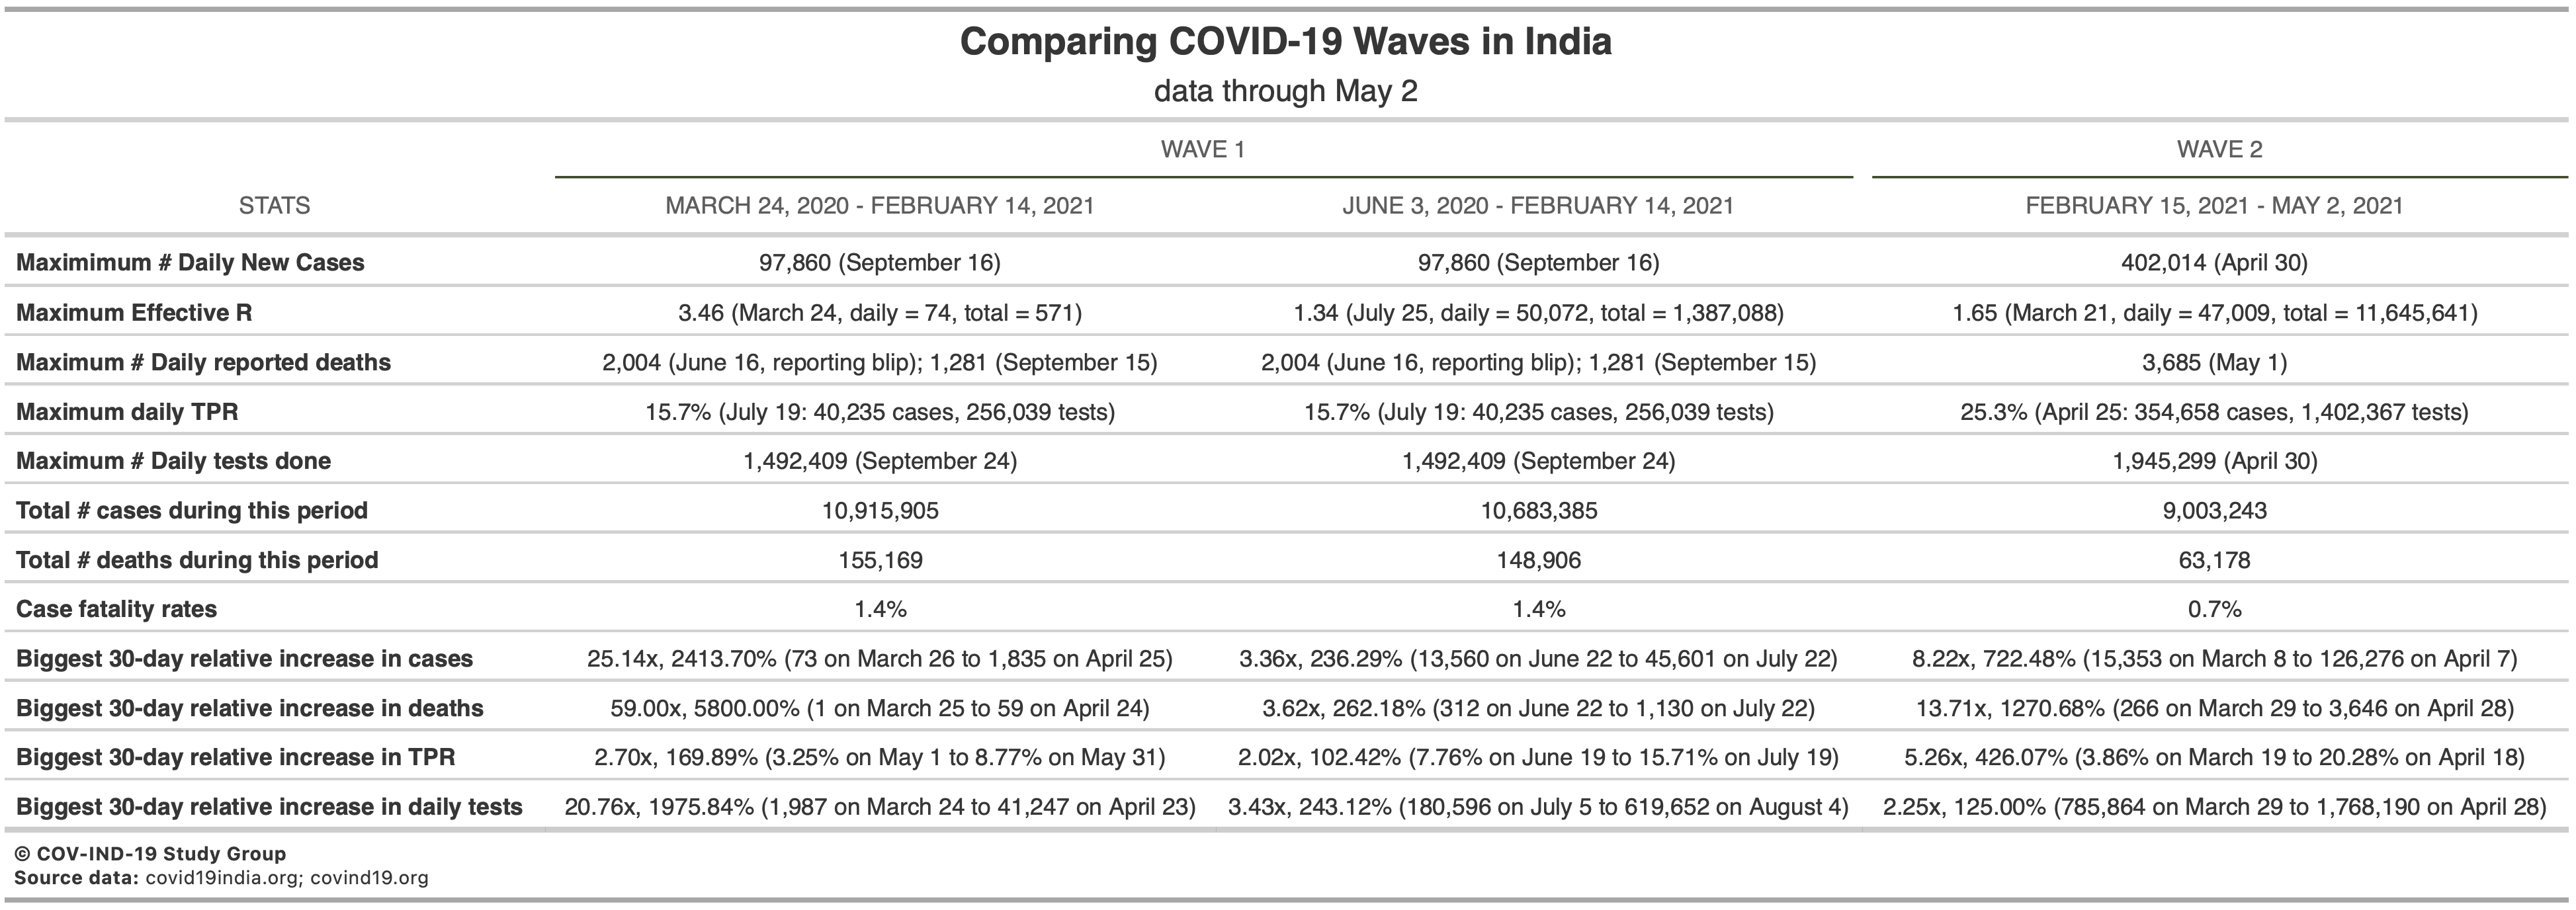 Comparing COVID-19 Waves in India
data through May 2
WAVE 1 WAVE 2
STATS MARCH 24, 2020 - FEBRUARY 14, 2021 JUNE 3, 2020 - FEBRUARY 14, 2021 FEBRUARY 15, 2021 - MAY 2, 2021
Maximimum # Daily New Cases 97,860 (September 16) 97,860 (September 16) 402,014 (April 30)
Maximum Effective R 3.46 (March 24, daily = 74, total = 571) 1.34 (July 25, daily = 50,072, total = 1,387,088) 1.65 (March 21, daily = 47,009, total = 11,645,641)
Maximum # Daily reported deaths 2,004 (June 16, reporting blip); 1,281 (September 15) 2,004 (June 16, reporting blip); 1,281 (September 15) 3,685 (May 1)
Maximum daily TPR 15.7% (July 19: 40,235 cases, 256,039 tests) 15.7% (July 19: 40,235 cases, 256,039 tests) 25.3% (April 25: 354,658 cases, 1,402,367 tests)
Maximum # Daily tests done 1,492,409 (September 24) 1,492,409 (September 24) 1,945,299 (April 30)
Total # cases during this period 10,915,905 10,683,385 9,003,243
Total # deaths during this period 155,169 148,906 63,178
Case fatality rates 1.4% 1.4% 0.7%
Biggest 30-day relative increase in cases 25.14x, 2413.70% (73 on March 26 to 1,835 on April 25) 3.36x, 236.29% (13,560 on June 22 to 45,601 on July 22) 8.22x, 722.48% (15,353 on March 8 to 126,276 on April 7)
Biggest 30-day relative increase in deaths 59.00x, 5800.00% (1 on March 25 to 59 on April 24) 3.62x, 262.18% (312 on June 22 to 1,130 on July 22) 13.71x, 1270.68% (266 on March 29 to 3,646 on April 28)
Biggest 30-day relative increase in TPR 2.70x, 169.89% (3.25% on May 1 to 8.77% on May 31) 2.02x, 102.42% (7.76% on June 19 to 15.71% on July 19) 5.26x, 426.07% (3.86% on March 19 to 20.28% on April 18)
Biggest 30-day relative increase in daily tests 20.76x, 1975.84% (1,987 on March 24 to 41,247 on April 23) 3.43x, 243.12% (180,596 on July 5 to 619,652 on August 4) 2.25x, 125.00% (785,864 on March 29 to 1,768,190 on April 28)
© COV-IND-19 Study Group
Source data: covid19india.org; covind19.org